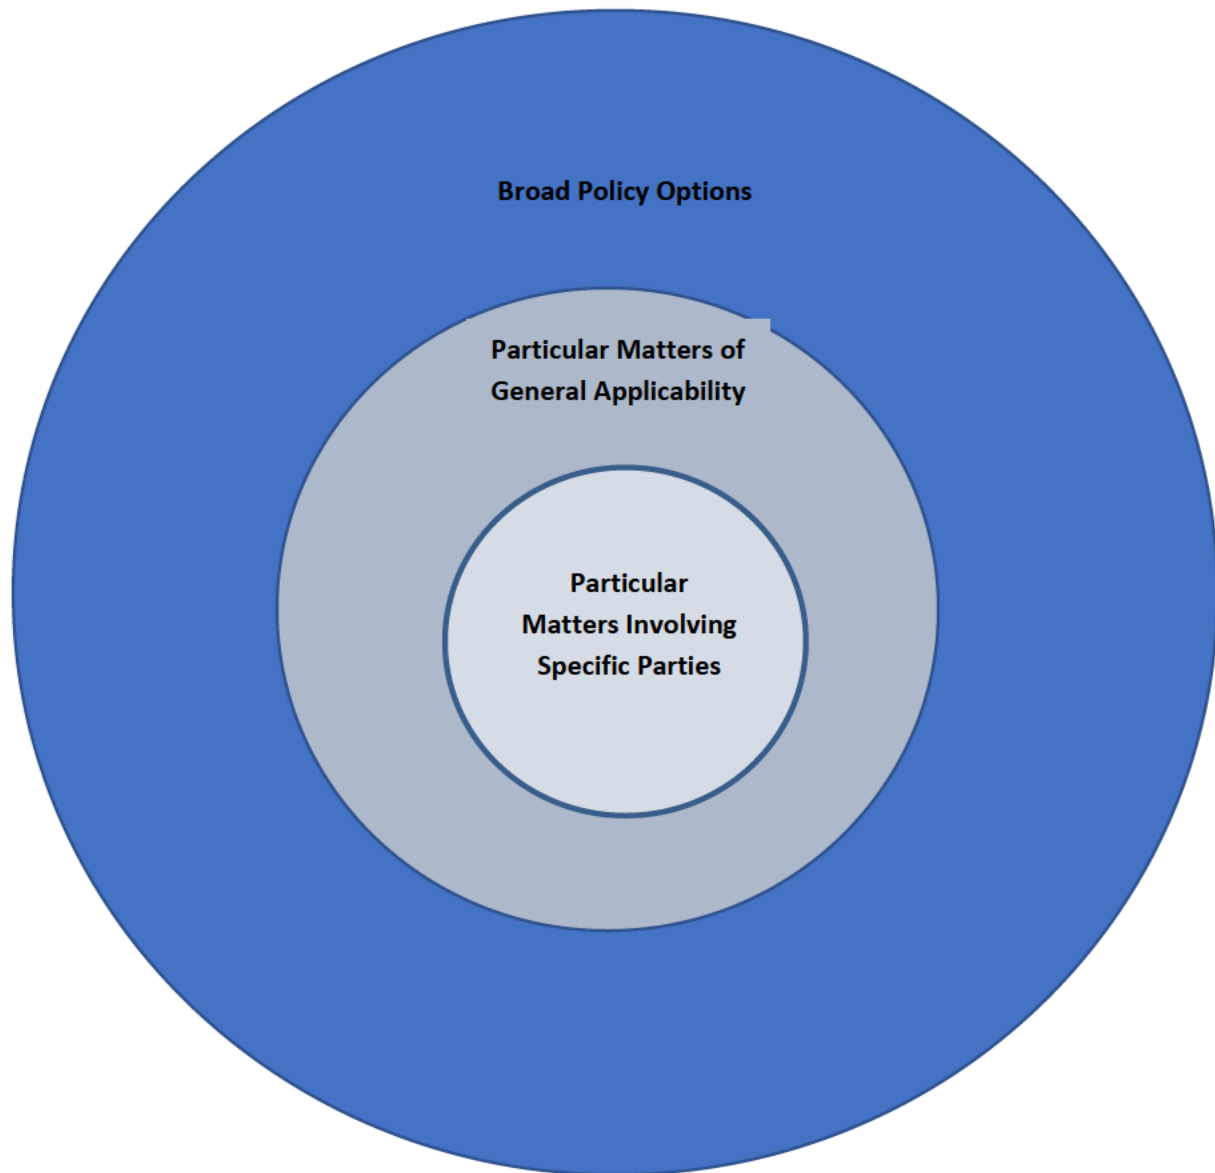 Broad Policy Options
Particular Matters of
General Applicability
Particular
Matters Involving
Specific Parties